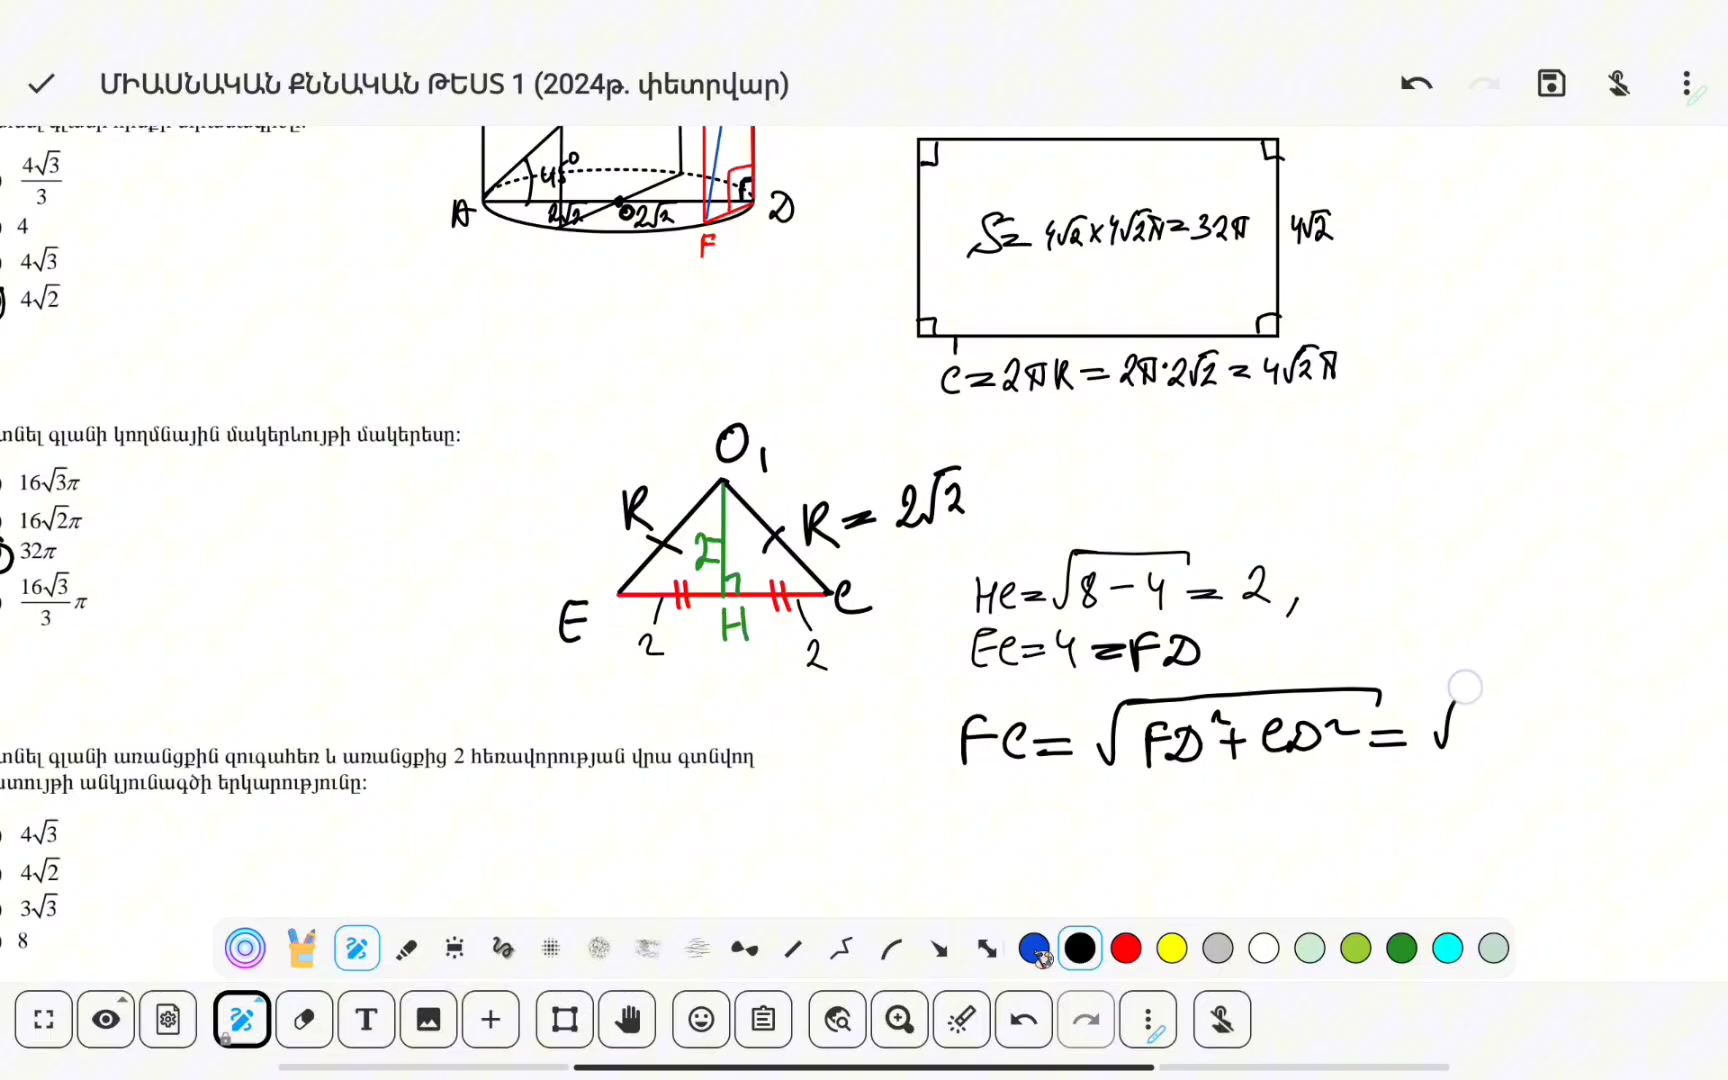 ՄԻԱՍՆԱԿԱՆ ՔՆՆԱԿԱՆ ԹԵՍՏ 1 (2024թ. փետրվար)
4√3/3
4
4√3
4√2
45°
A
2√2
O
2√2
D
F
S = 4√2 × 4√2π = 32π
4√2
C = 2πR = 2π·2√2 = 4√2π
տնել գլանի կողմնային մակերևույթի մակերեսը:
16√3π
16√2π
32π
16√3/3 π
O₁
R
R = 2√2
2
E
H
C
2
2
HC = √8 − 4 = 2,
EC = 4 = FD
FC = √FD² + CD² = √
տնել գլանի առանցքին զուգահեռ և առանցքից 2 հեռավորության վրա գտնվող
ատույթի անկյունագծի երկարությունը:
4√3
4√2
3√3
8
T